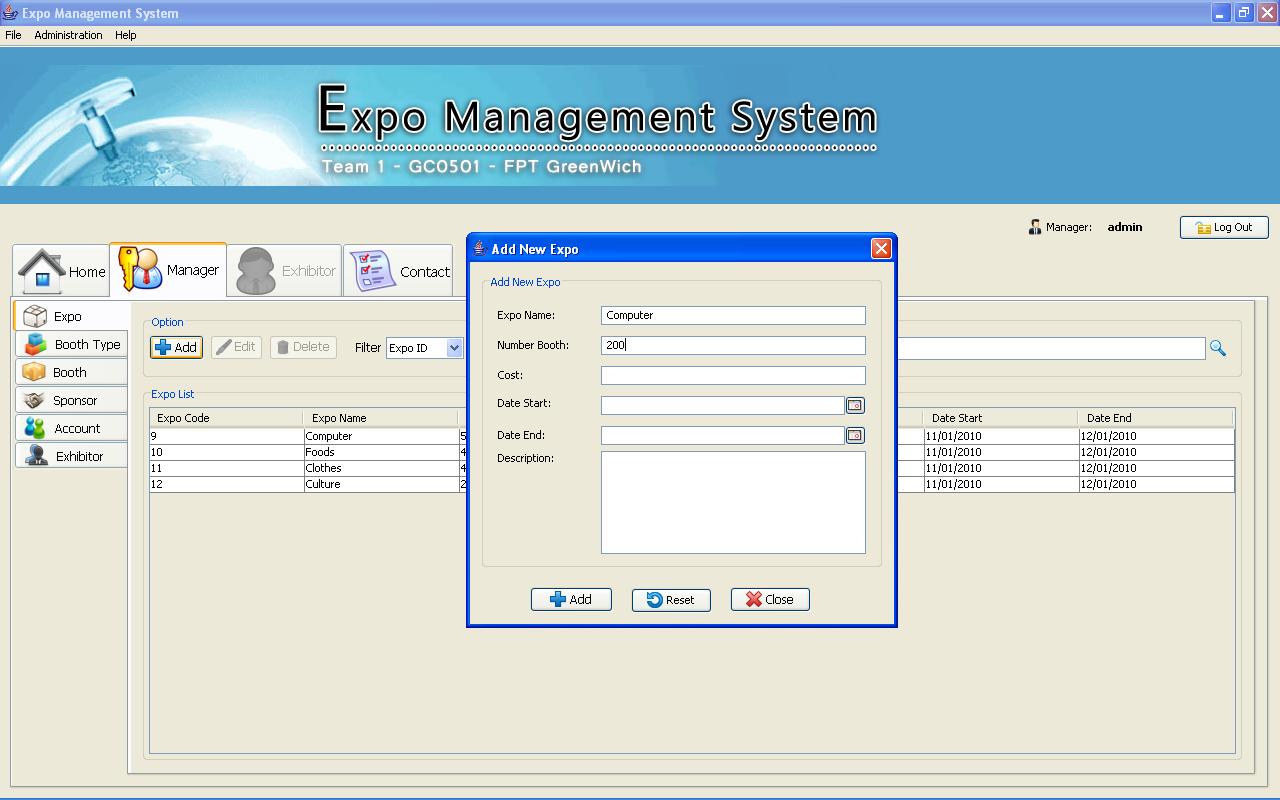 Expo Management System
File Administration Help
Expo Management System
Team 1 - GC0501 - FPT GreenWich
Manager: admin Log Out
Home Manager Exhibitor Contact
Expo
Booth Type
Booth
Sponsor
Account
Exhibitor
Option
Add Edit Delete Filter Expo ID
Expo List
Expo Code Expo Name Date Start Date End
9 Computer 5 11/01/2010 12/01/2010
10 Foods 4 11/01/2010 12/01/2010
11 Clothes 4 11/01/2010 12/01/2010
12 Culture 2 11/01/2010 12/01/2010
Add New Expo
Add New Expo
Expo Name: Computer
Number Booth: 200
Cost:
Date Start:
Date End:
Description:
Add Reset Close